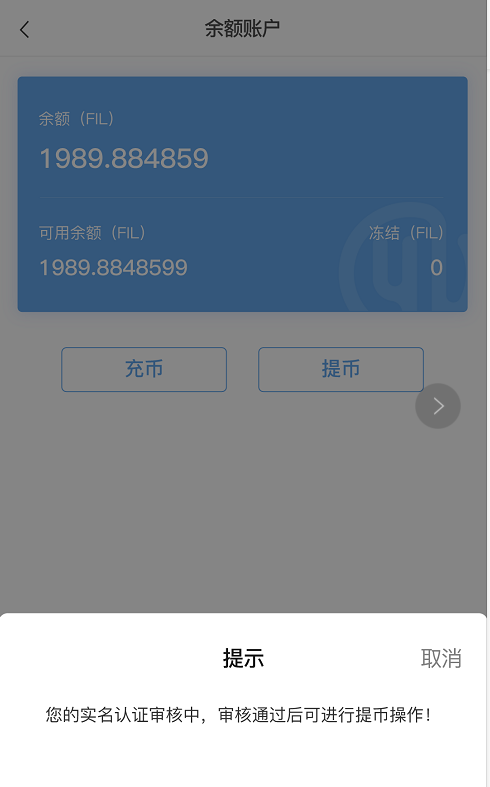 余额账户
余额（FIL）
1989.884859
可用余额（FIL）
冻结（FIL）
1989.8848599
0
充币
提币
提示
取消
您的实名认证审核中，审核通过后可进行提币操作！